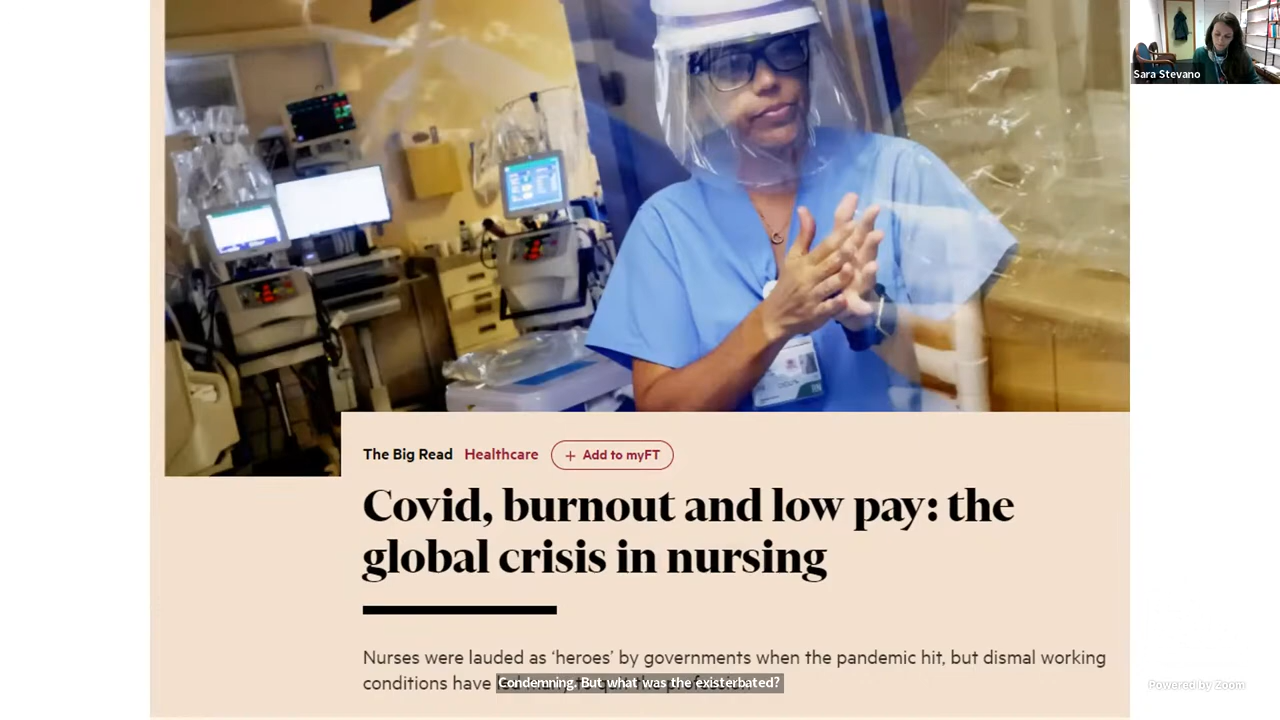 Sara Stevano
The Big Read Healthcare + Add to myFT
Covid, burnout and low pay: the
global crisis in nursing
Nurses were lauded as ‘heroes’ by governments when the pandemic hit, but dismal working
conditions have
Condemning. But what was the existerbated?
Powered by Zoom